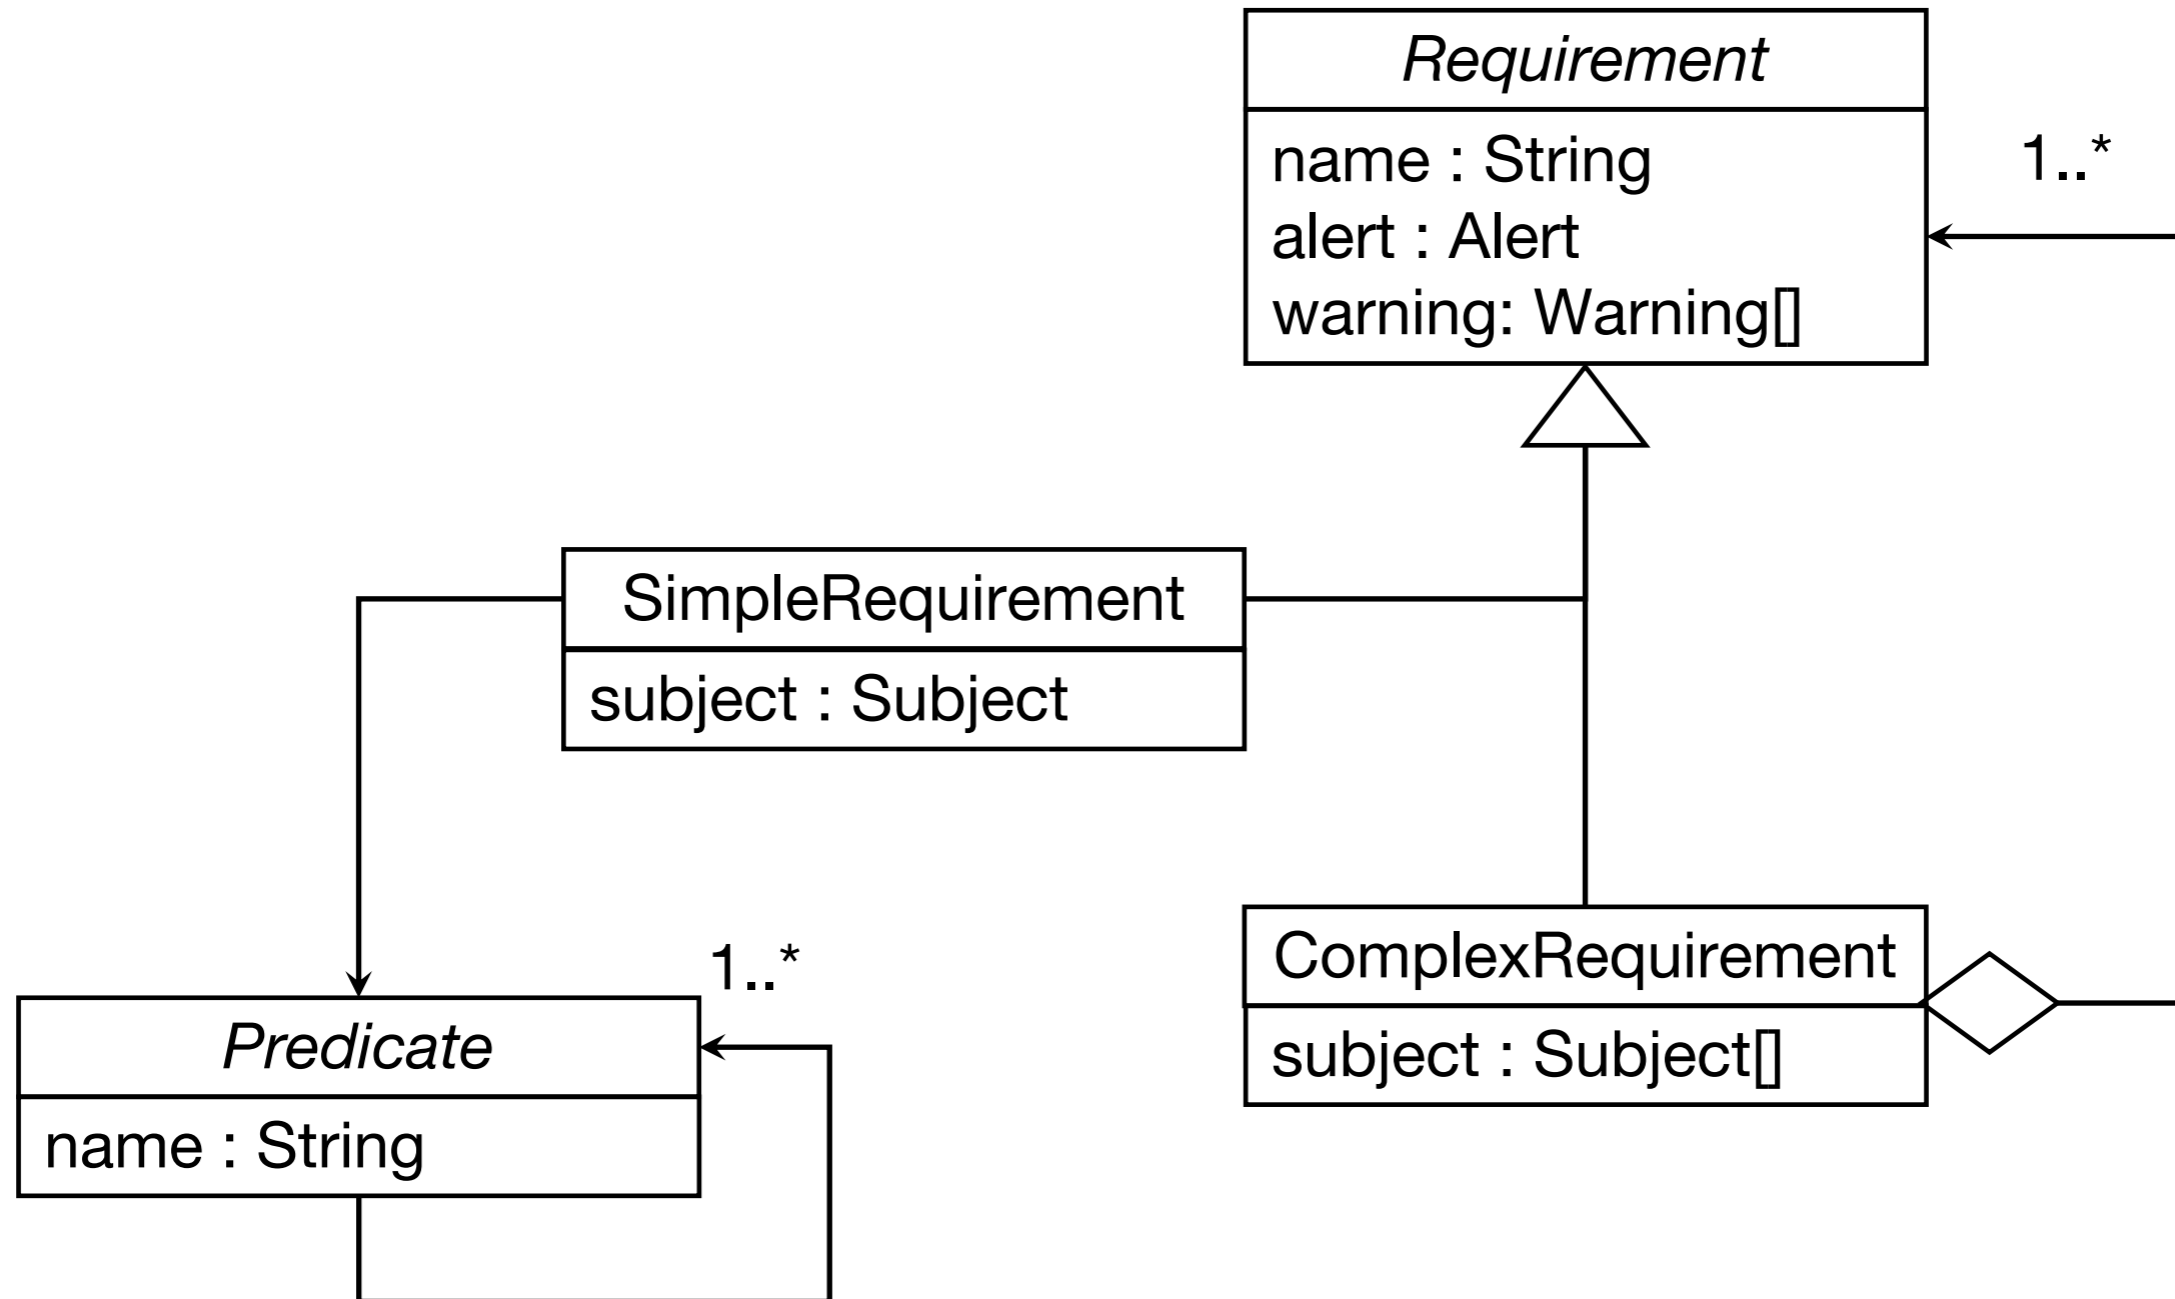 Requirement
name : String
alert : Alert
warning: Warning[]
1..*
SimpleRequirement
subject : Subject
1..*
Predicate
name : String
ComplexRequirement
subject : Subject[]